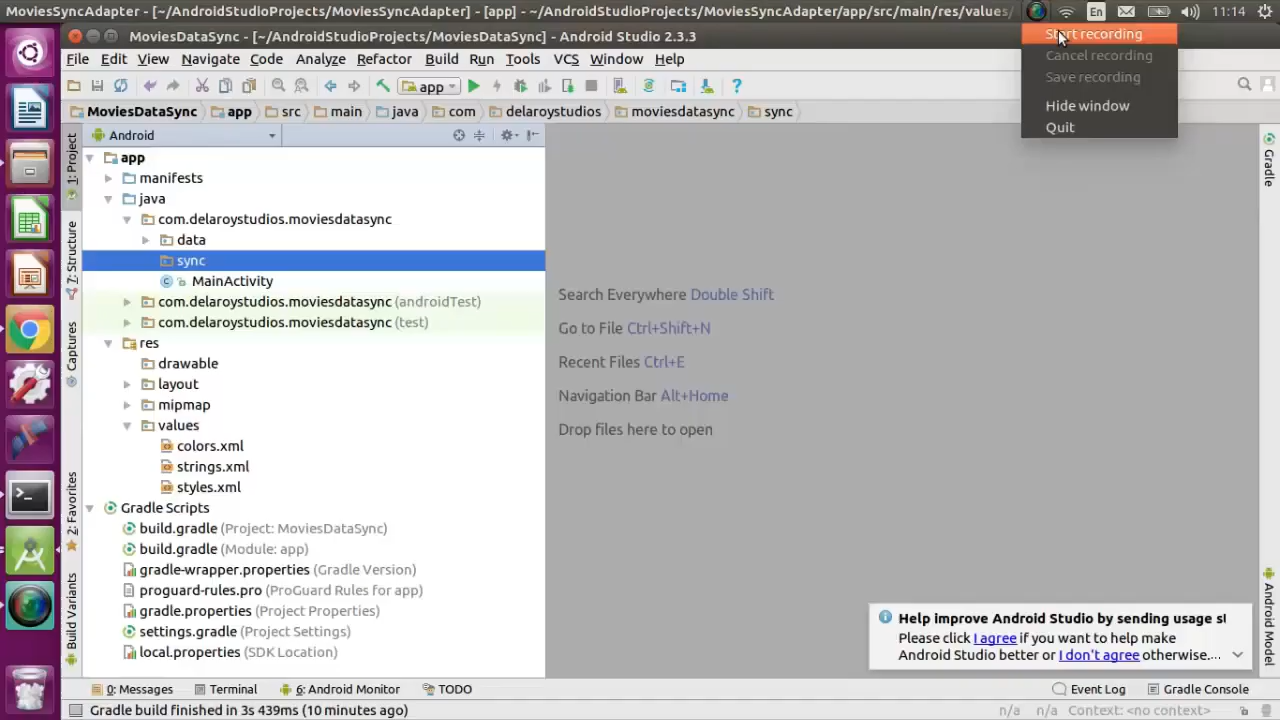 MoviesSyncAdapter - [~/AndroidStudioProjects/MoviesSyncAdapter] - [app] - ~/AndroidStudioProjects/MoviesSyncAdapter/app/src/main/res/values/
En
11:14
MoviesDataSync - [~/AndroidStudioProjects/MoviesDataSync] - Android Studio 2.3.3
Start recording
Cancel recording
Save recording
Hide window
Quit
File Edit View Navigate Code Analyze Refactor Build Run Tools VCS Window Help
app
MoviesDataSync app src main java com delaroystudios moviesdatasync sync
Android
1: Project
7: Structure
Captures
2: Favorites
Build Variants
app
manifests
java
com.delaroystudios.moviesdatasync
data
sync
MainActivity
com.delaroystudios.moviesdatasync (androidTest)
com.delaroystudios.moviesdatasync (test)
res
drawable
layout
mipmap
values
colors.xml
strings.xml
styles.xml
Gradle Scripts
build.gradle (Project: MoviesDataSync)
build.gradle (Module: app)
gradle-wrapper.properties (Gradle Version)
proguard-rules.pro (ProGuard Rules for app)
gradle.properties (Project Properties)
settings.gradle (Project Settings)
local.properties (SDK Location)
Search Everywhere Double Shift
Go to File Ctrl+Shift+N
Recent Files Ctrl+E
Navigation Bar Alt+Home
Drop files here to open
Gradle
Android Model
Help improve Android Studio by sending usage st
Please click I agree if you want to help make
Android Studio better or I don't agree otherwise....
0: Messages Terminal 6: Android Monitor TODO Event Log Gradle Console
Gradle build finished in 3s 439ms (10 minutes ago) n/a n/a Context: <no context>